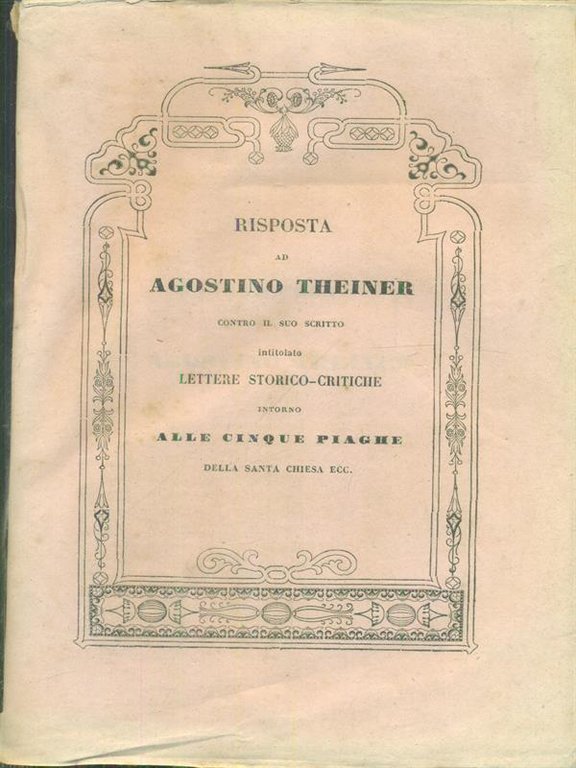 RISPOSTA
AD
AGOSTINO THEINER
CONTRO IL SUO SCRITTO
intitolato
LETTERE STORICO-CRITICHE
INTORNO
ALLE CINQUE PIAGHE
DELLA SANTA CHIESA ECC.